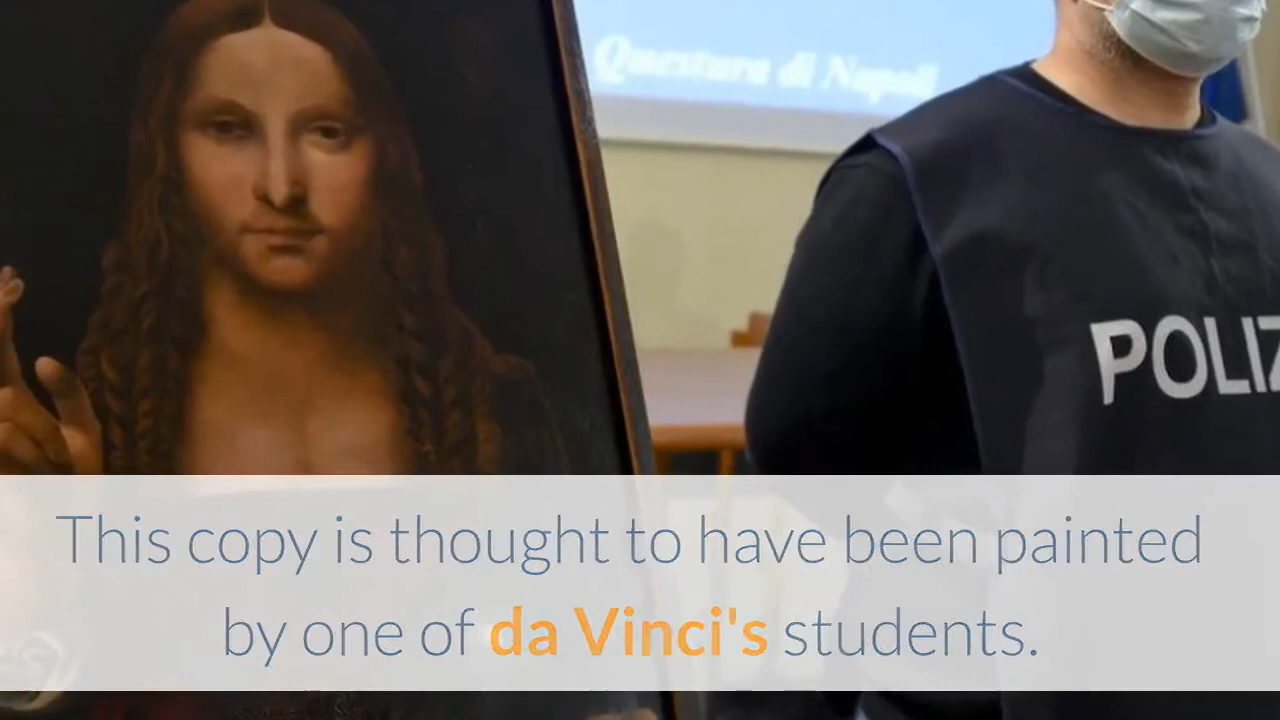 Questura di Napoli
POLIZ
This copy is thought to have been painted
by one of da Vinci's students.